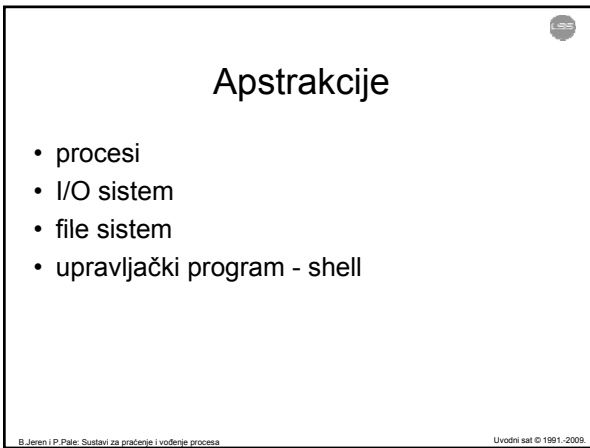 LSS
Apstrakcije
• procesi
• I/O sistem
• file sistem
• upravljački program - shell
B.Jeren i P.Pale: Sustavi za praćenje i vođenje procesa
Uvodni sat © 1991.-2009.